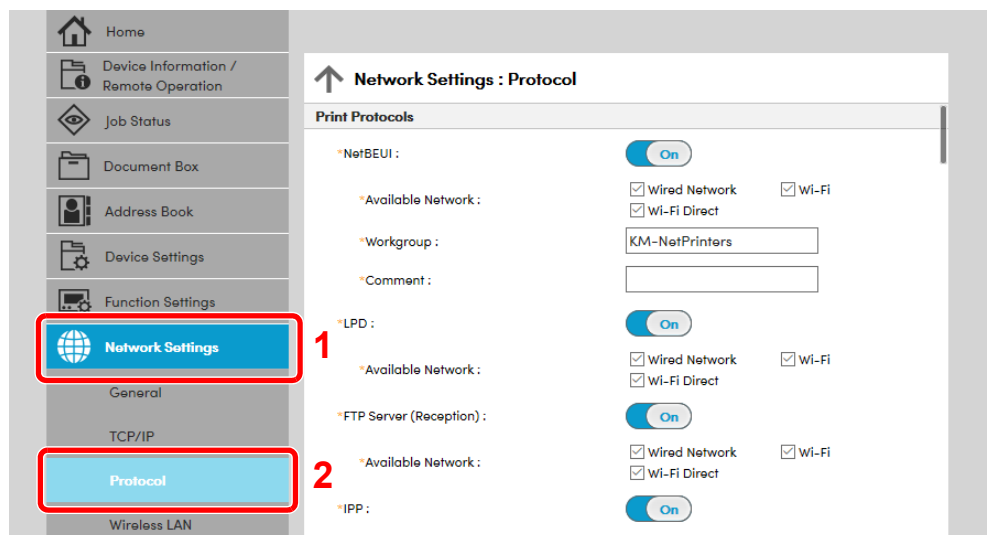 Home
Device Information /
Remote Operation
Job Status
Document Box
Address Book
Device Settings
Function Settings
Network Settings
1
General
TCP/IP
Protocol
2
Wireless LAN
Network Settings : Protocol
Print Protocols
*NetBEUI :
On
*Available Network :
Wired Network
Wi-Fi
Wi-Fi Direct
*Workgroup :
KM-NetPrinters
*Comment :
*LPD :
On
*Available Network :
Wired Network
Wi-Fi
Wi-Fi Direct
*FTP Server (Reception) :
On
*Available Network :
Wired Network
Wi-Fi
Wi-Fi Direct
*IPP :
On